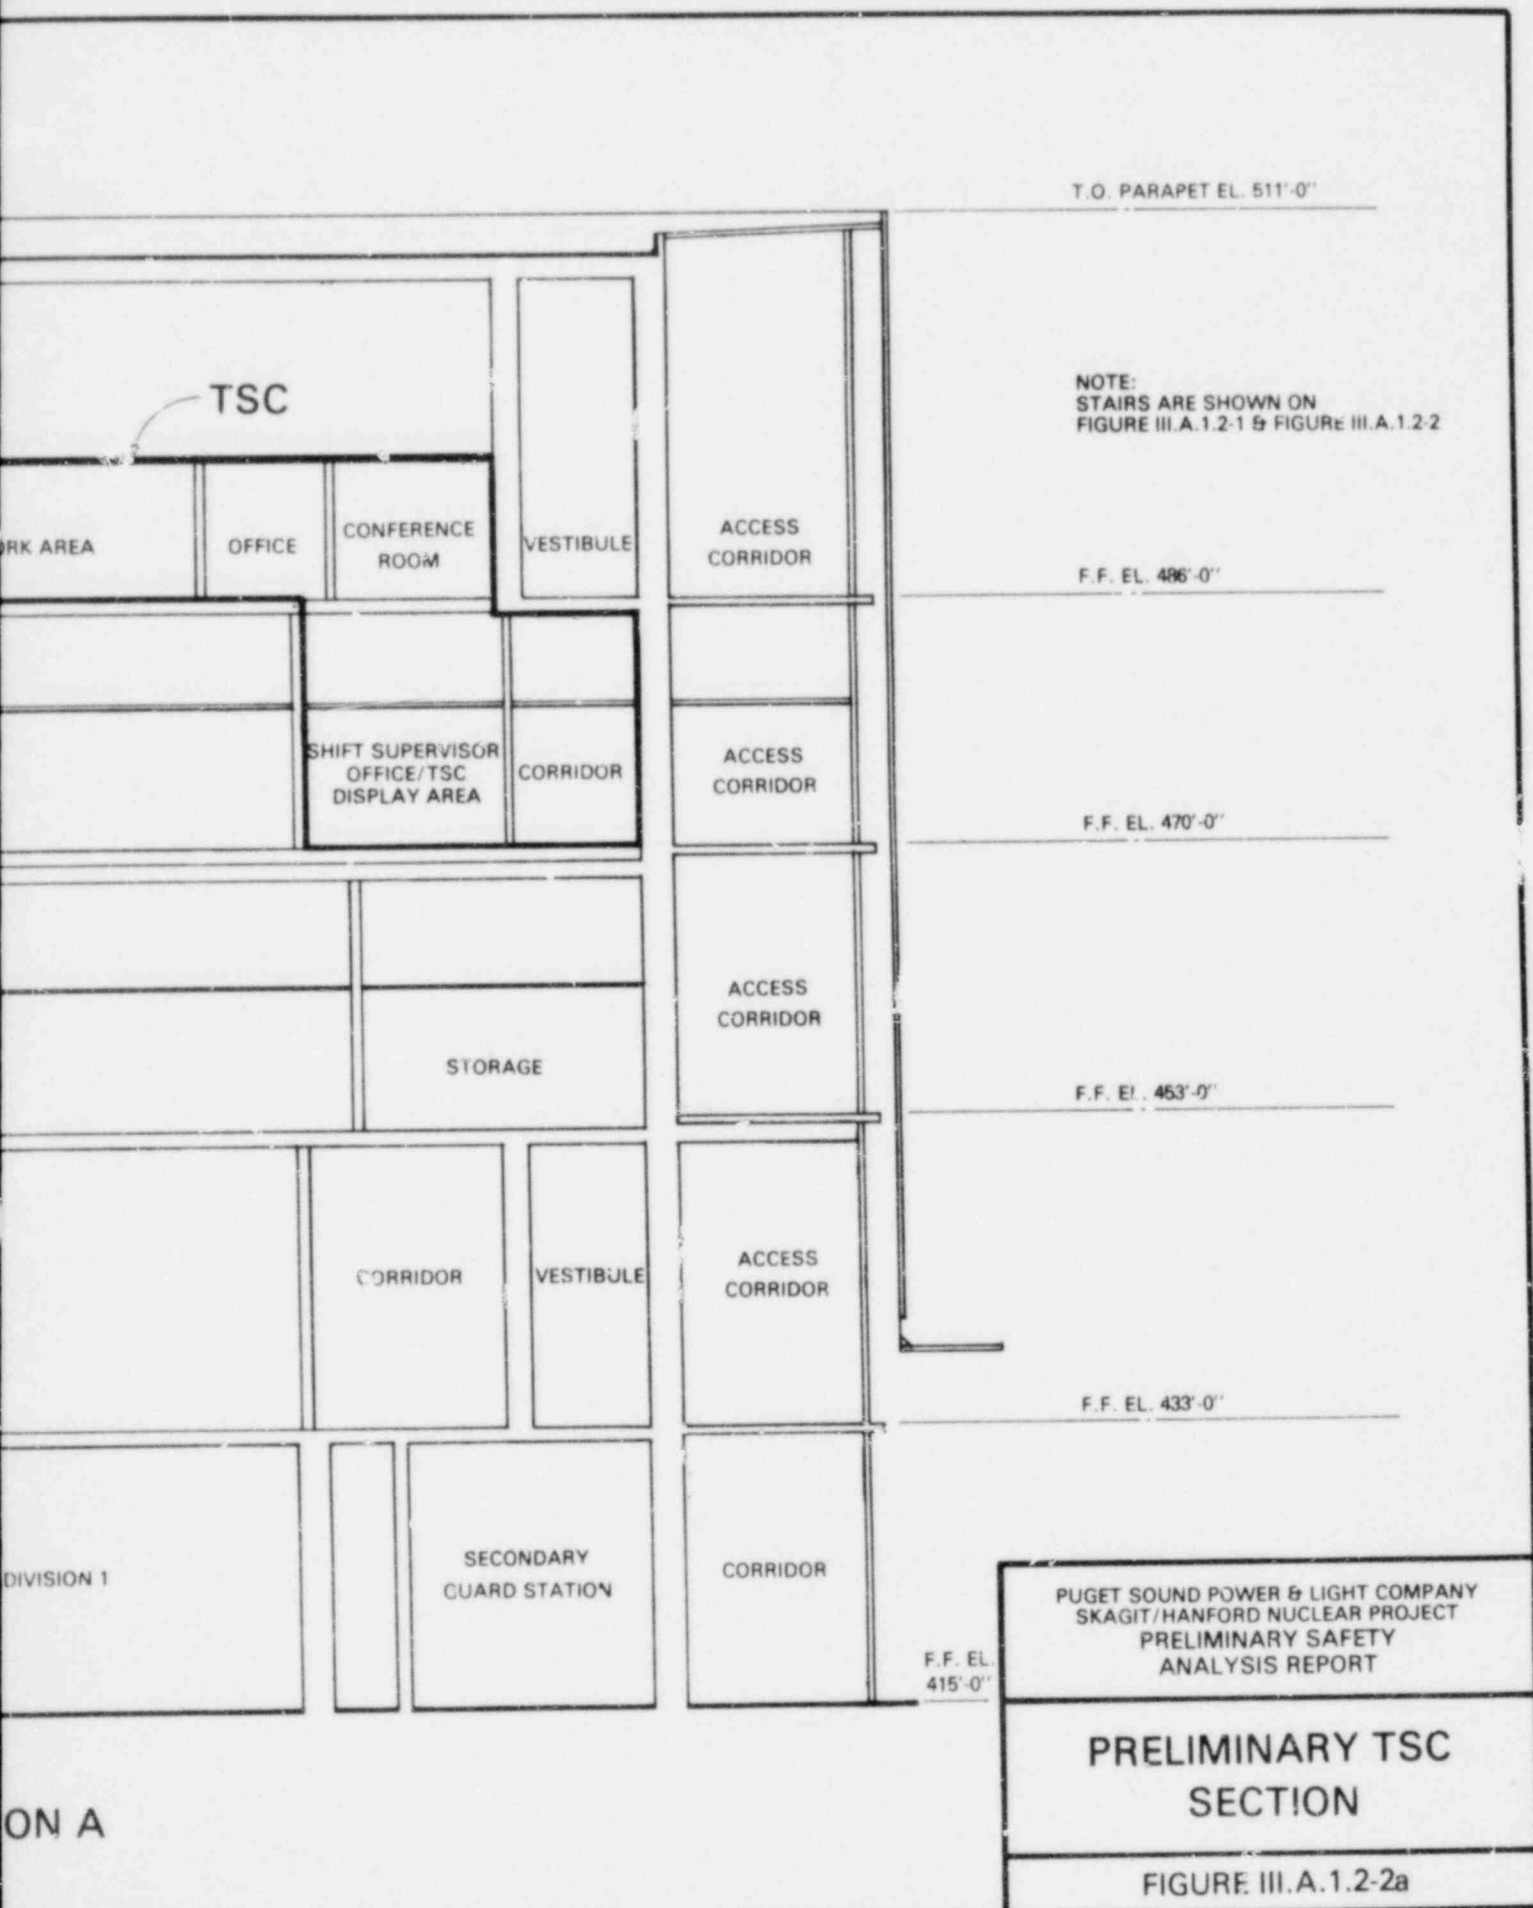 T.O. PARAPET EL. 511'-0"
TSC
NOTE:
STAIRS ARE SHOWN ON
FIGURE III.A.1.2-1 & FIGURE III.A.1.2-2
RK AREA
OFFICE
CONFERENCE
ROOM
VESTIBULE
ACCESS
CORRIDOR
F.F. EL. 486'-0"
SHIFT SUPERVISOR
OFFICE/TSC
DISPLAY AREA
CORRIDOR
ACCESS
CORRIDOR
F.F. EL. 470'-0"
ACCESS
CORRIDOR
STORAGE
F.F. EL. 453'-0"
CORRIDOR
VESTIBULE
ACCESS
CORRIDOR
F.F. EL. 433'-0"
DIVISION 1
SECONDARY
GUARD STATION
CORRIDOR
F.F. EL.
415'-0"
PUGET SOUND POWER & LIGHT COMPANY
SKAGIT/HANFORD NUCLEAR PROJECT
PRELIMINARY SAFETY
ANALYSIS REPORT
PRELIMINARY TSC
SECTION
ON A
FIGURE III.A.1.2-2a